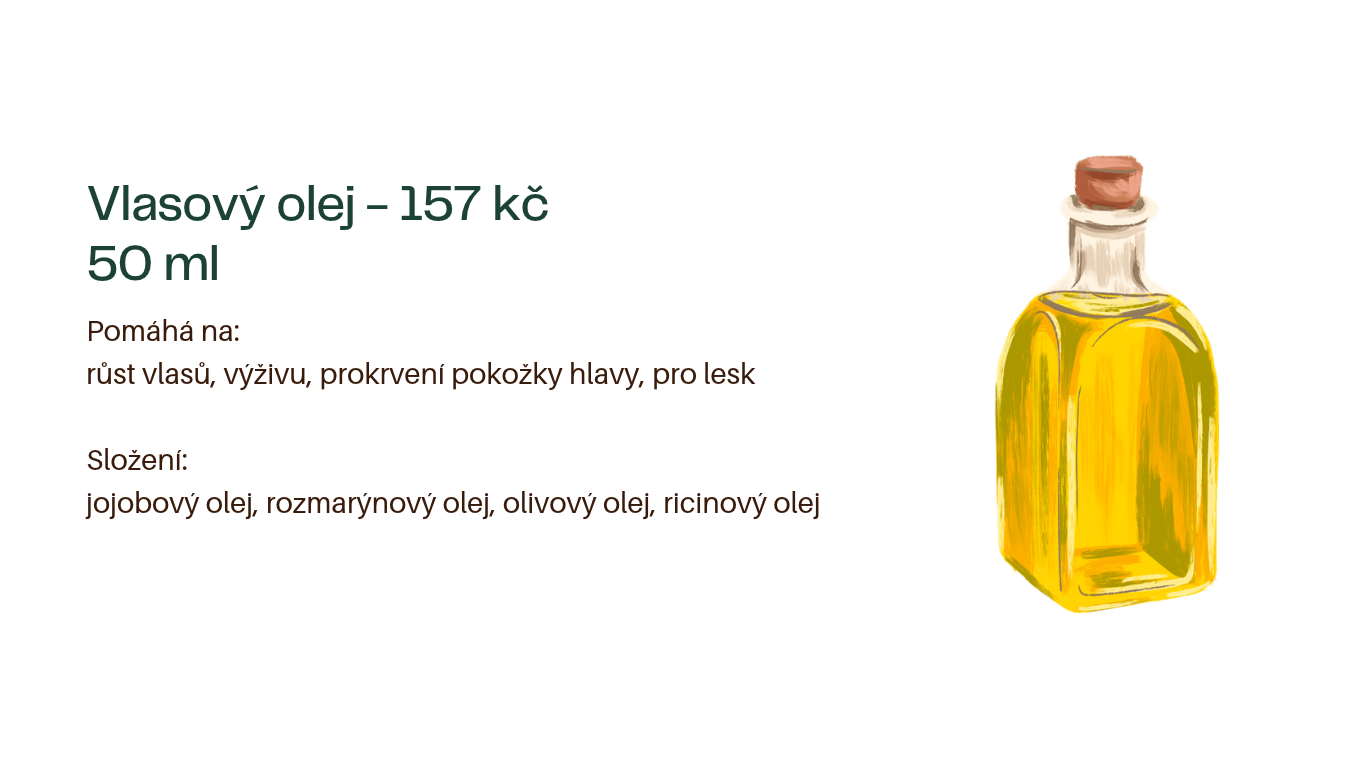 Vlasový olej – 157 kč
50 ml
Pomáhá na:
růst vlasů, výživu, prokrvení pokožky hlavy, pro lesk
Složení:
jojobový olej, rozmarýnový olej, olivový olej, ricinový olej